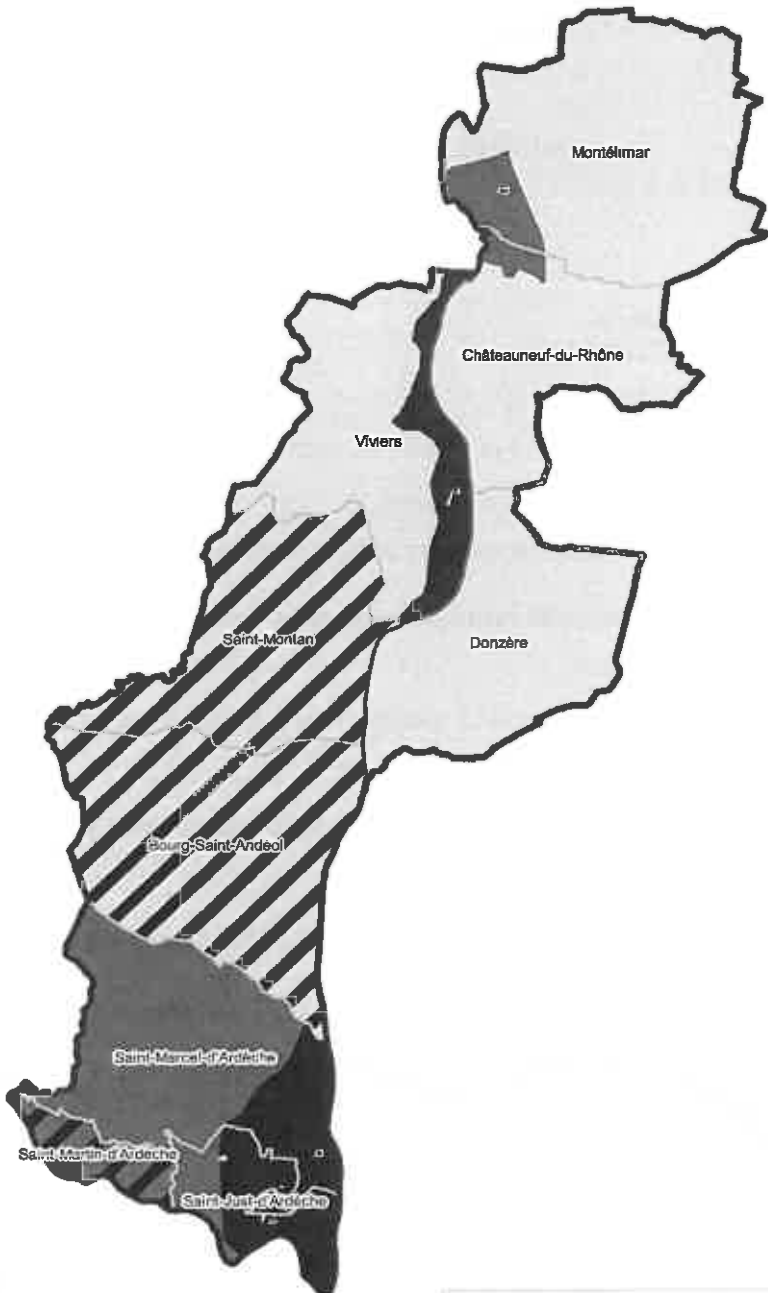 Montélimar
Châteauneuf-du-Rhône
Viviers
Saint-Montan
Donzère
Bourg-Saint-Andéol
Saint-Marcel-d'Ardèche
Saint-Martin-d'Ardèche
Saint-Just-d'Ardèche